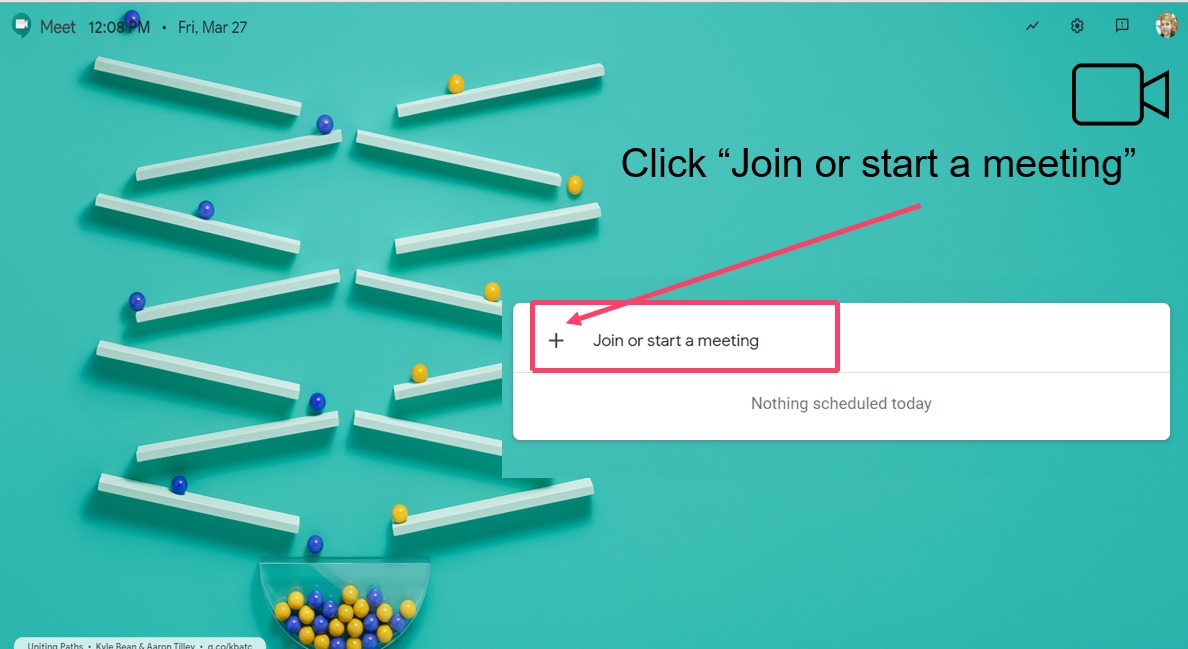 Meet 12:08 PM • Fri, Mar 27
Click “Join or start a meeting”
+ Join or start a meeting
Nothing scheduled today
Uniting Paths • Kyle Bean & Aaron Tilley • g.co/kbatc